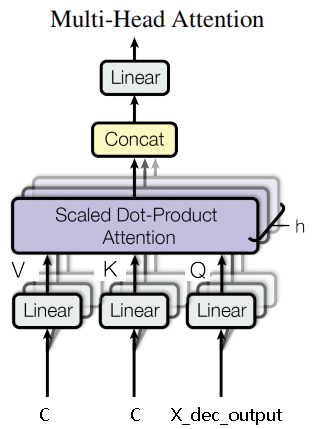 Multi-Head Attention
Linear
Concat
Scaled Dot-Product
Attention
h
V K Q
Linear Linear Linear
C C X_dec_output